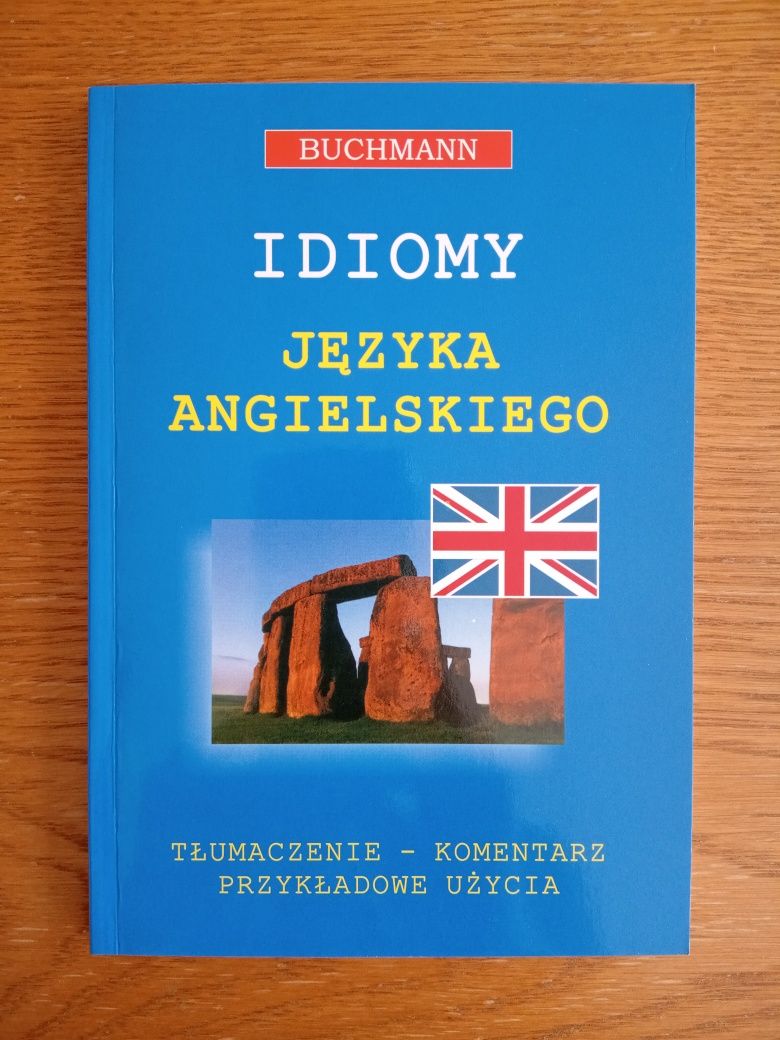 BUCHMANN
IDIOMY
JĘZYKA
ANGIELSKIEGO
TŁUMACZENIE – KOMENTARZ
PRZYKŁADOWE UŻYCIA